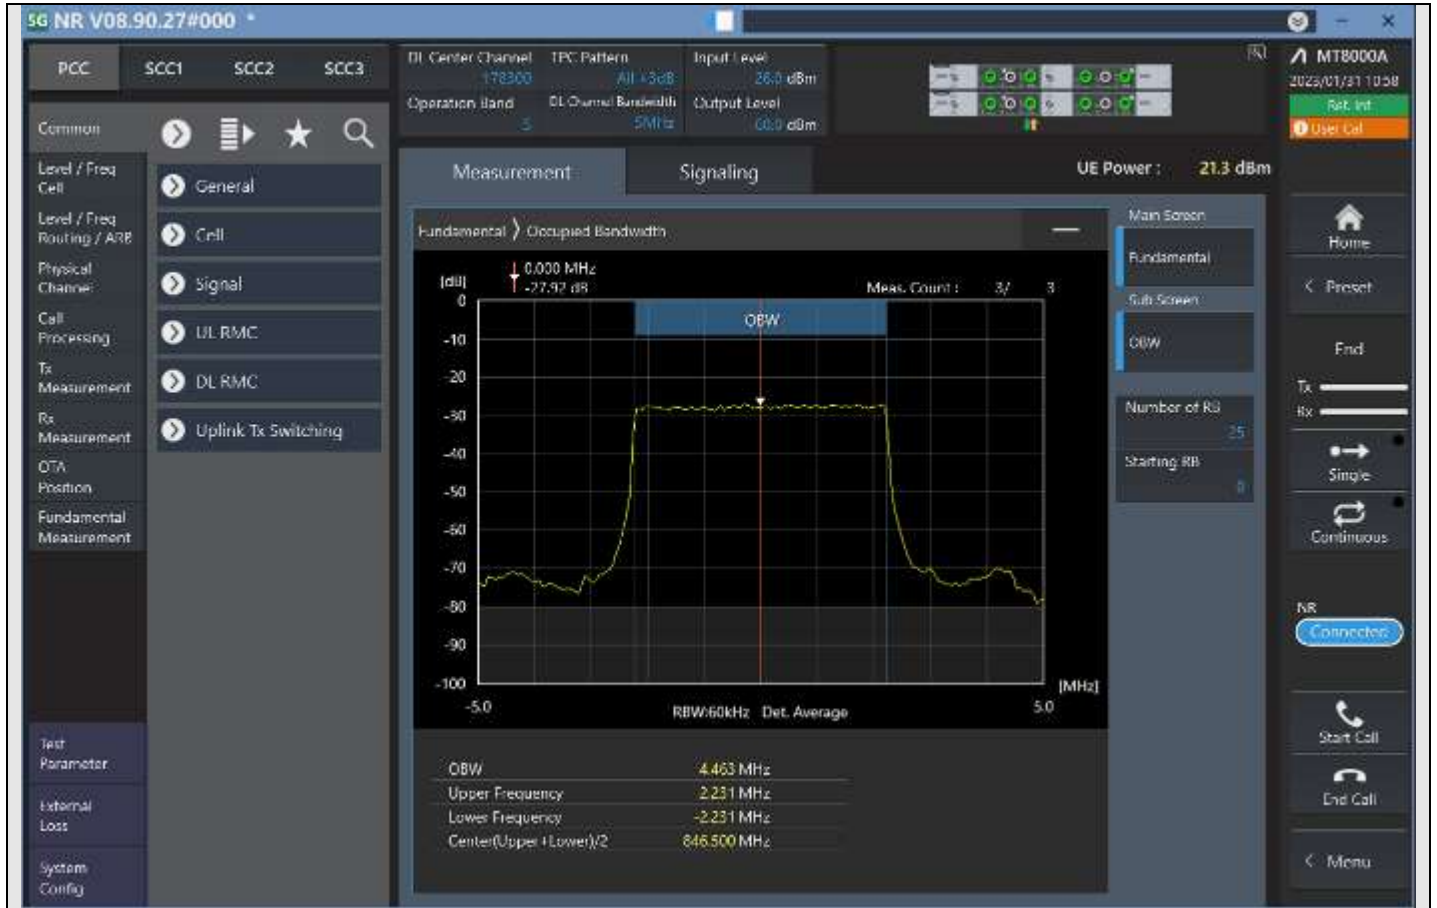 SG NR V08.90.27#000 *
PCC SCC1 SCC2 SCC3
DL Center Channel 178300
TPC Pattern All +3dB
Input Level 26.0 dBm
Operation Band 5
DL Channel Bandwidth 5MHz
Output Level -60.0 dBm
MT8000A
2023/01/31 10:58
Ref. Int
User Cal
Common
Level / Freq
Cell
Level / Freq
Routing / ARB
Physical
Channel
Call
Processing
Tx
Measurement
Rx
Measurement
OTA
Position
Fundamental
Measurement
Test
Parameter
External
Loss
System
Config
General
Cell
Signal
UL RMC
DL RMC
Uplink Tx Switching
Measurement Signaling
UE Power : 21.3 dBm
Fundamental > Occupied Bandwidth
0.000 MHz
-27.92 dB
Meas. Count : 3/ 3
[dB]
OBW
0
-10
-20
-30
-40
-50
-60
-70
-80
-90
-100
[MHz]
-5.0
RBW:60kHz Det. Average
5.0
OBW 4.463 MHz
Upper Frequency 2.231 MHz
Lower Frequency -2.231 MHz
Center(Upper+Lower)/2 846.500 MHz
Main Screen
Fundamental
Sub Screen
OBW
Number of RB
25
Starting RB
0
Home
< Preset
End
Tx
Rx
Single
Continuous
NR
Connected
Start Call
End Call
< Menu